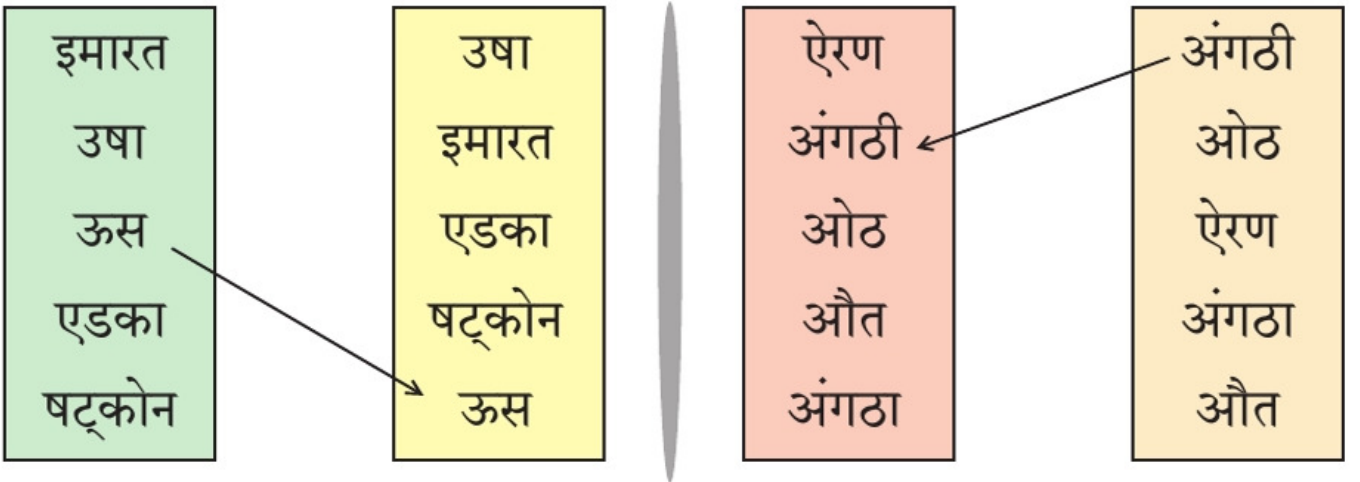 इमारत
उषा
ऊस
एडका
षट्कोन
उषा
इमारत
एडका
षट्कोन
ऊस
ऐरण
अंगठी
ओठ
औत
अंगठा
अंगठी
ओठ
ऐरण
अंगठा
औत